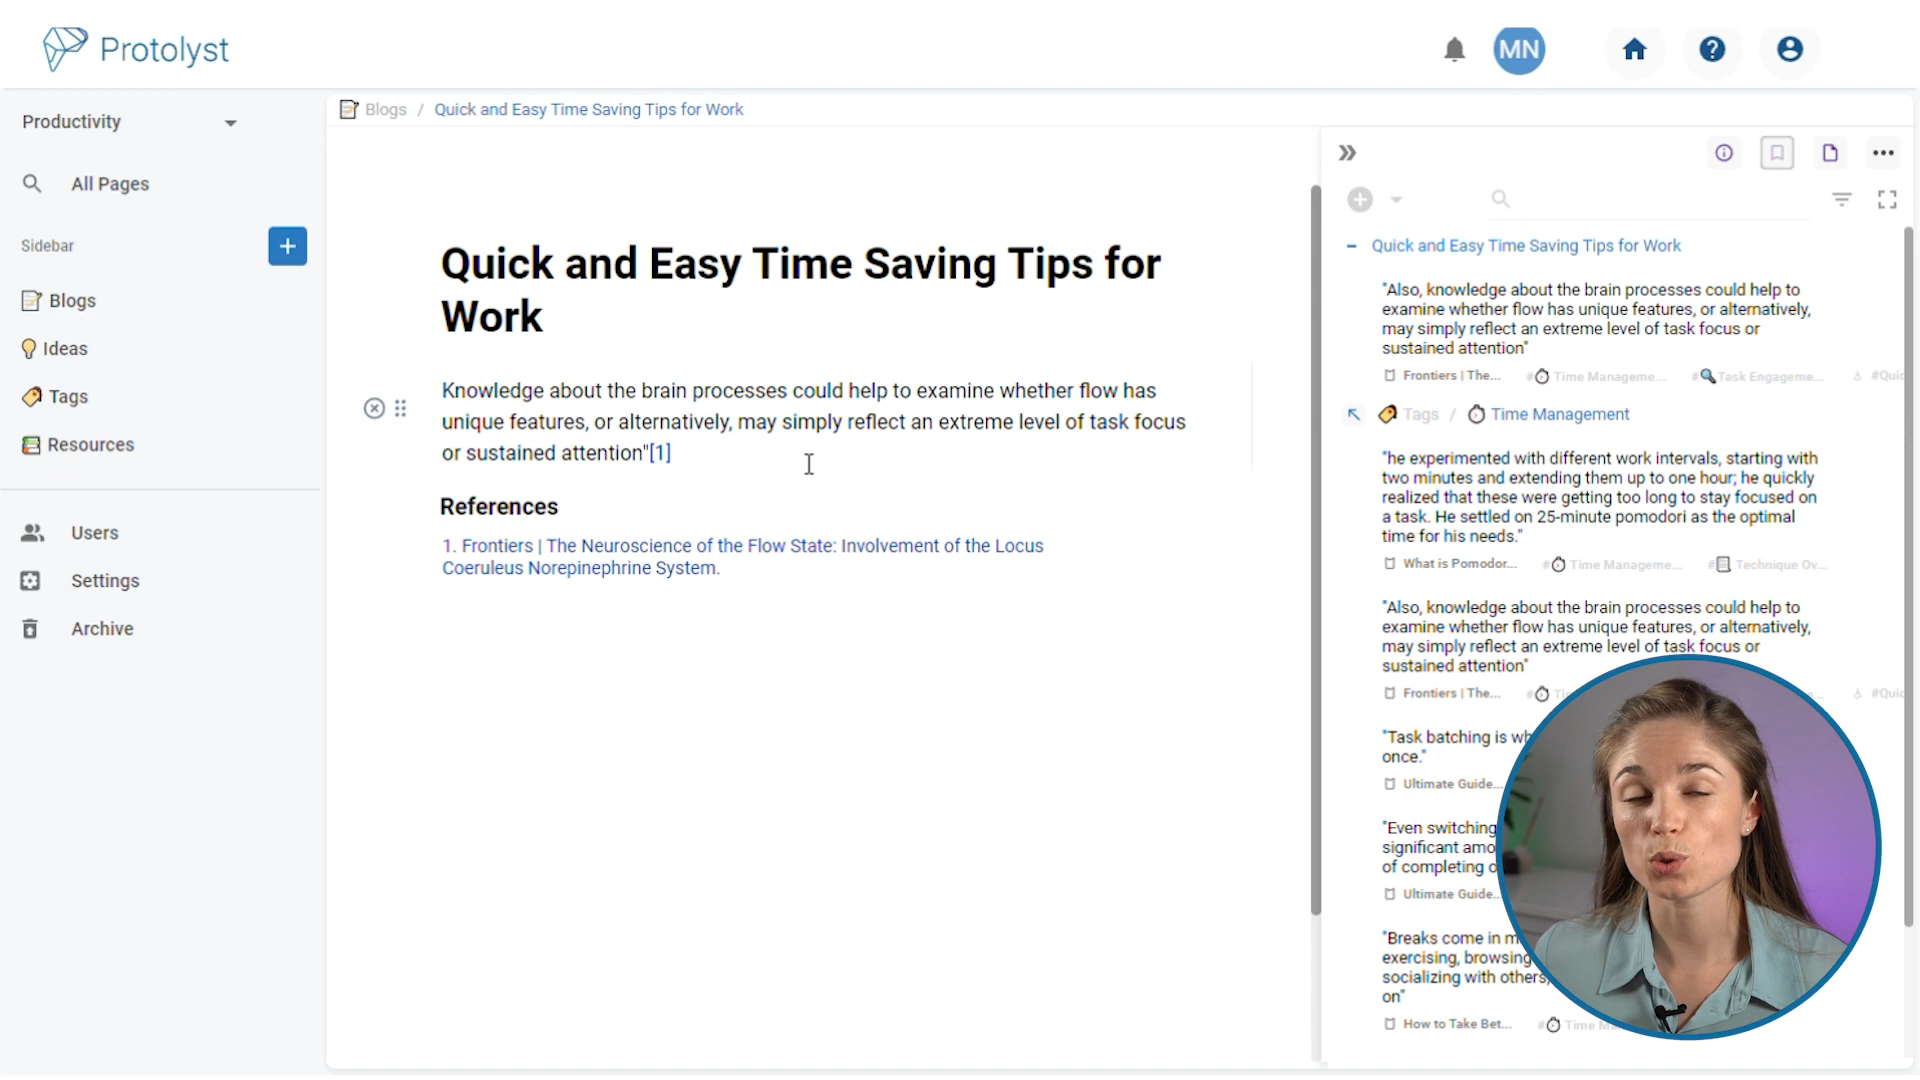 Protolyst
MN
Productivity
All Pages
Sidebar
Blogs
Ideas
Tags
Resources
Users
Settings
Archive
Blogs / Quick and Easy Time Saving Tips for Work
Quick and Easy Time Saving Tips for
Work
Knowledge about the brain processes could help to examine whether flow has
unique features, or alternatively, may simply reflect an extreme level of task focus
or sustained attention"[1]
References
1. Frontiers | The Neuroscience of the Flow State: Involvement of the Locus
Coeruleus Norepinephrine System.
Quick and Easy Time Saving Tips for Work
"Also, knowledge about the brain processes could help to
examine whether flow has unique features, or alternatively,
may simply reflect an extreme level of task focus or
sustained attention"
Frontiers | The... # Time Manageme... # Task Engageme... #Quic
Tags / Time Management
"he experimented with different work intervals, starting with
two minutes and extending them up to one hour; he quickly
realized that these were getting too long to stay focused on
a task. He settled on 25-minute pomodori as the optimal
time for his needs."
What is Pomodor... # Time Manageme... # Technique Ov...
"Also, knowledge about the brain processes could help to
examine whether flow has unique features, or alternatively,
may simply reflect an extreme level of task focus or
sustained attention"
Frontiers | The... # #Quic
"Task batching is
once."
Ultimate Guide...
"Even switching
significant
of completing
Ultimate Guide...
"Breaks come in
exercising, browsing
socializing with others,
on"
How to Take Bet... # Time